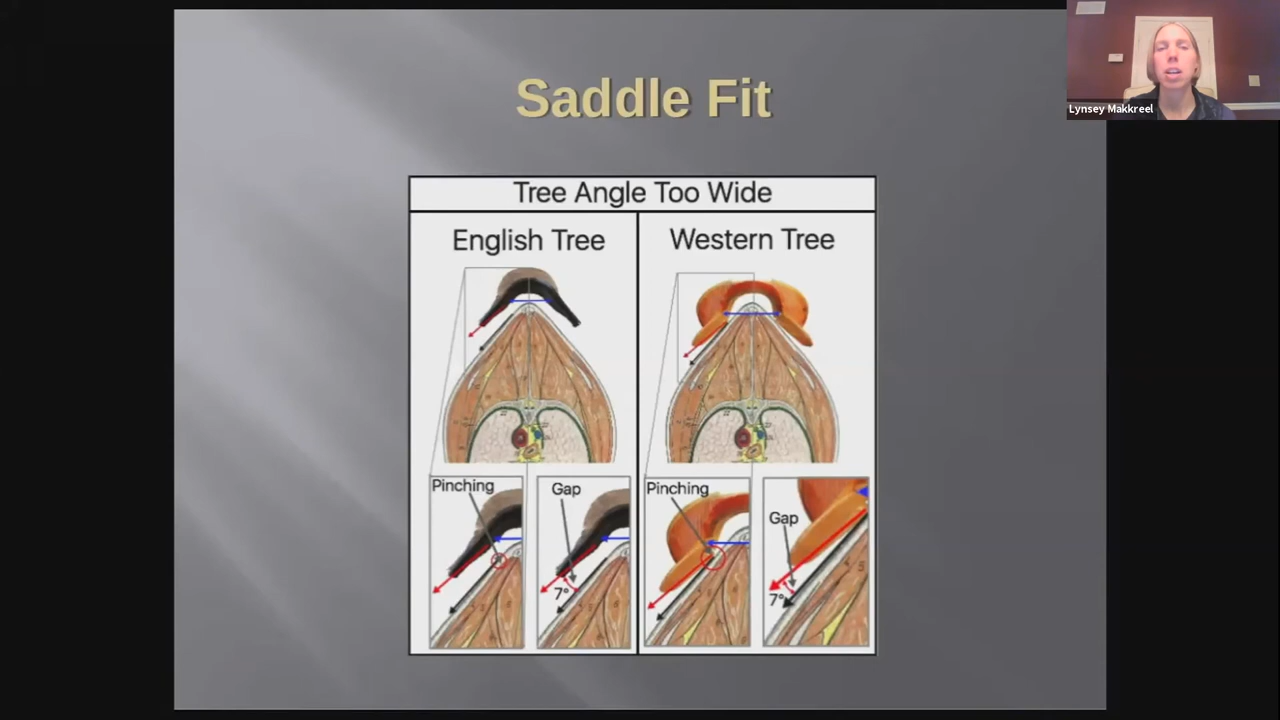 Saddle Fit
Lynsey Makkreel
Tree Angle Too Wide
English Tree
Western Tree
Pinching
Gap
7°
Pinching
Gap
7°